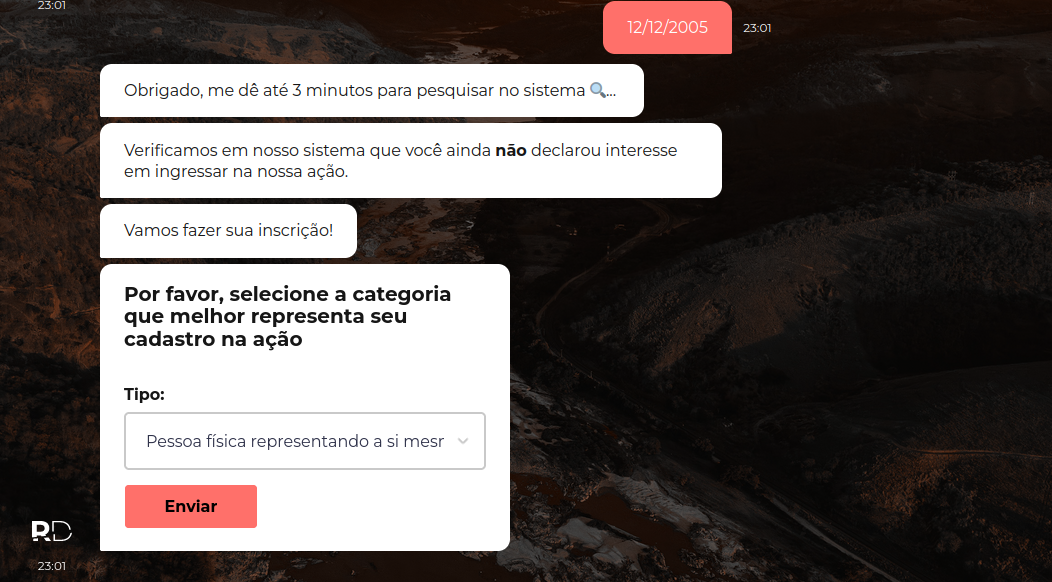 23:01
12/12/2005
23:01
Obrigado, me dê até 3 minutos para pesquisar no sistema 🔍...
Verificamos em nosso sistema que você ainda não declarou interesse
em ingressar na nossa ação.
Vamos fazer sua inscrição!
Por favor, selecione a categoria
que melhor representa seu
cadastro na ação
Tipo:
Pessoa física representando a si mesr
Enviar
RD
23:01